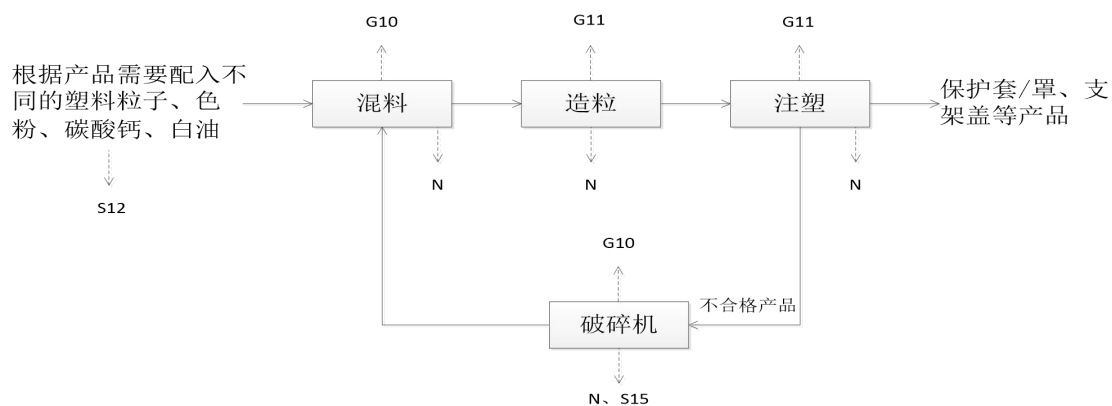 G10
G11
G11
根据产品需要配入不
同的塑料粒子、色
粉、碳酸钙、白油
混料
造粒
注塑
保护套/罩、支
架盖等产品
N
N
N
S12
G10
不合格产品
破碎机
N、S15